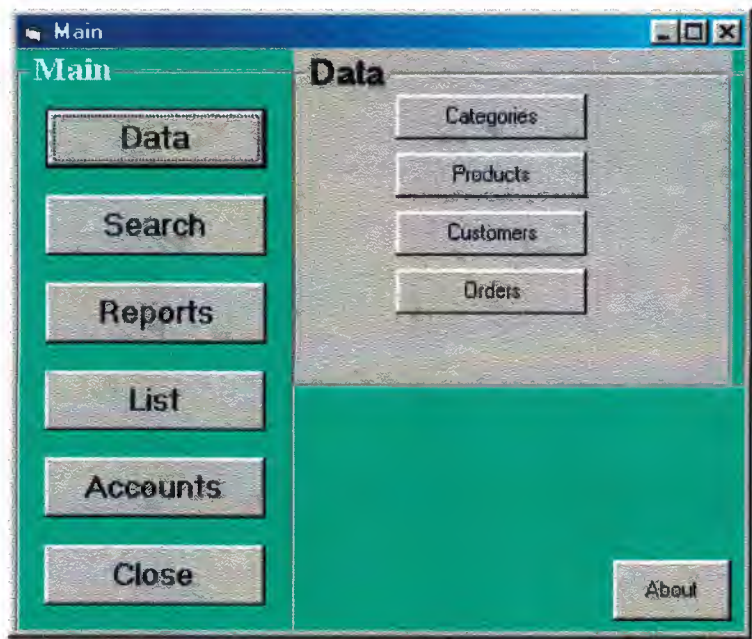 Main
Main
Data
Search
Reports
List
Accounts
Close
Data
Categories
Products
Customers
Orders
About